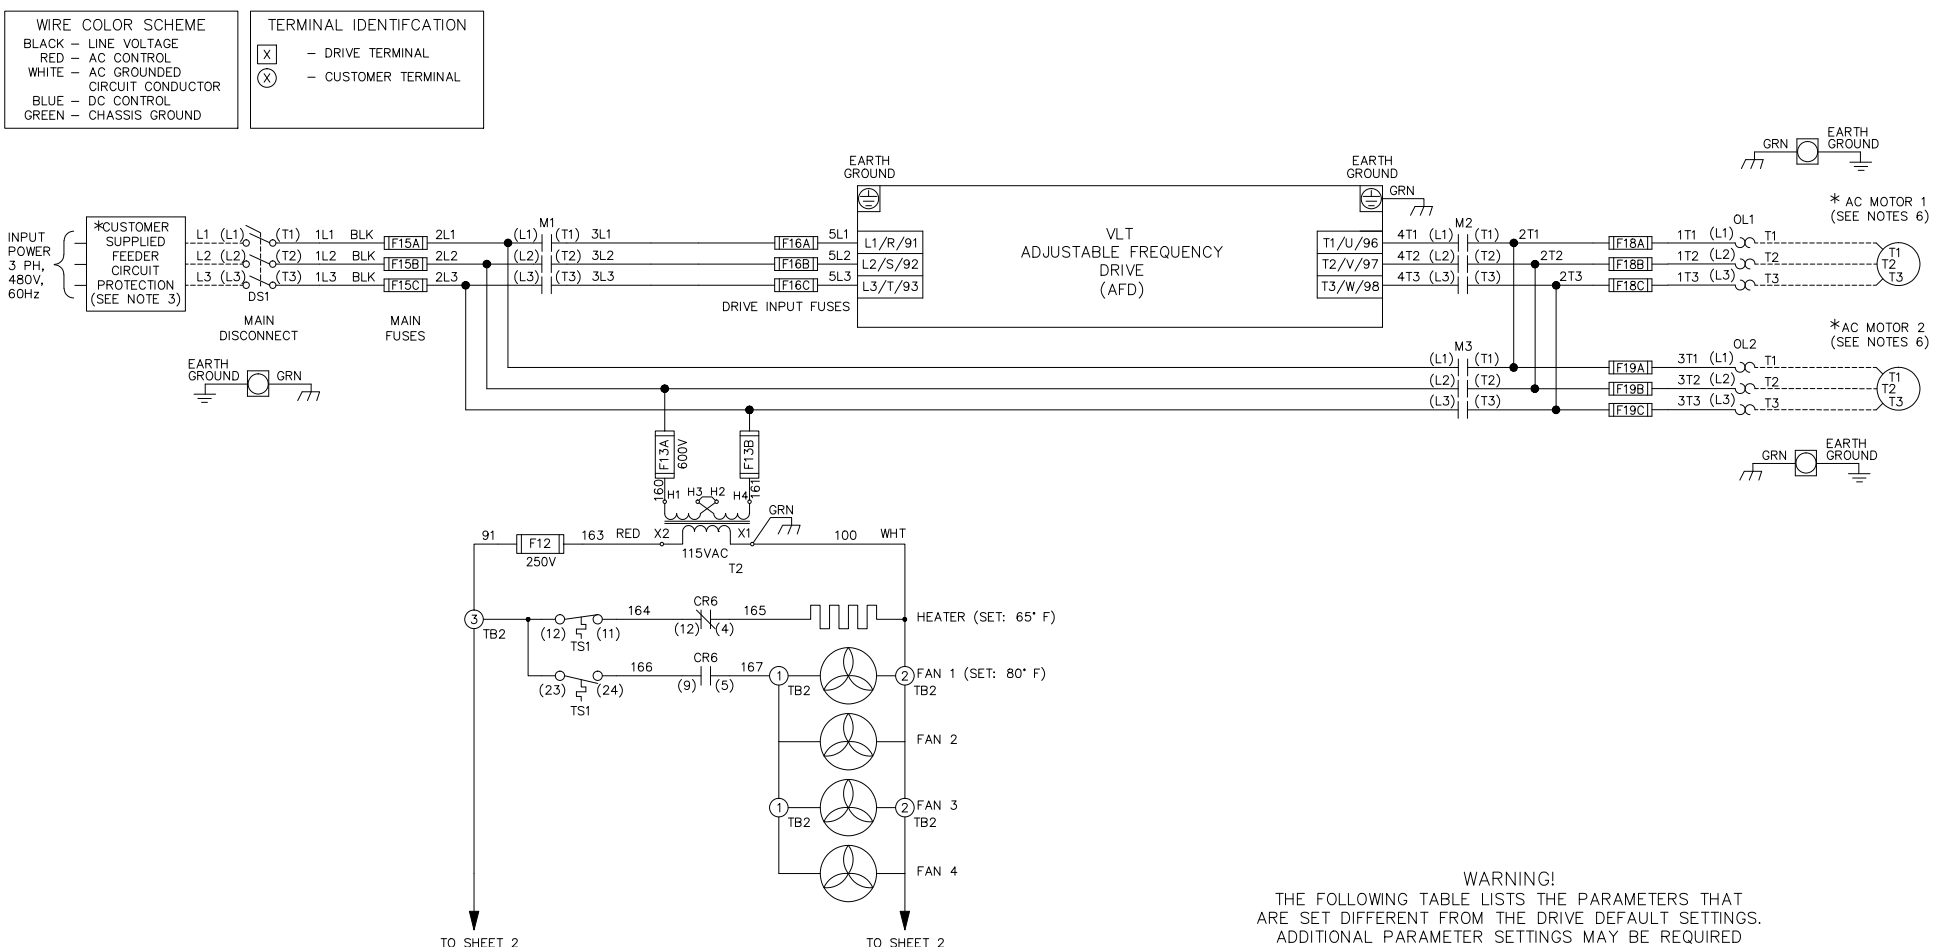 WIRE COLOR SCHEME
BLACK – LINE VOLTAGE
RED – AC CONTROL
WHITE – AC GROUNDED
CIRCUIT CONDUCTOR
BLUE – DC CONTROL
GREEN – CHASSIS GROUND
TERMINAL IDENTIFCATION
X – DRIVE TERMINAL
X – CUSTOMER TERMINAL
INPUT
POWER
3 PH,
480V,
60Hz
*CUSTOMER
SUPPLIED
FEEDER
CIRCUIT
PROTECTION
(SEE NOTE 3)
L1 (L1) (T1) 1L1 BLK F15A 2L1 (L1) M1 (T1) 3L1 F16A 5L1 L1/R/91
L2 (L2) (T2) 1L2 BLK F15B 2L2 (L2) (T2) 3L2 F16B 5L2 L2/S/92
L3 (L3) (T3) 1L3 BLK F15C 2L3 (L3) (T3) 3L3 F16C 5L3 L3/T/93
DS1
MAIN
DISCONNECT
MAIN
FUSES
DRIVE INPUT FUSES
EARTH
GROUND
GRN
EARTH
GROUND
VLT
ADJUSTABLE FREQUENCY
DRIVE
(AFD)
EARTH
GROUND
GRN
T1/U/96 4T1 (L1) M2 (T1) 2T1 F18A 1T1 (L1) OL1 T1
T2/V/97 4T2 (L2) (T2) 2T2 F18B 1T2 (L2) T2
T3/W/98 4T3 (L3) (T3) 2T3 F18C 1T3 (L3) T3
T1
T2
T3
GRN
EARTH
GROUND
* AC MOTOR 1
(SEE NOTES 6)
*AC MOTOR 2
(SEE NOTES 6)
(L1) M3 (T1) F19A 3T1 (L1) OL2 T1
(L2) (T2) F19B 3T2 (L2) T2
(L3) (T3) F19C 3T3 (L3) T3
T1
T2
T3
GRN
EARTH
GROUND
F13A
600V
F13B
160
161
H1 H3 H2 H4
GRN
91 F12 163 RED X2 X1 100 WHT
250V
115VAC
T2
3
TB2
(12) (11)
TS1
164
CR6
(12) (4)
165
HEATER (SET: 65° F)
(23) (24)
TS1
166
CR6
(9) (5)
167
1
TB2
2
TB2
FAN 1 (SET: 80° F)
FAN 2
1
TB2
2
TB2
FAN 3
FAN 4
TO SHEET 2
TO SHEET 2
WARNING!
THE FOLLOWING TABLE LISTS THE PARAMETERS THAT
ARE SET DIFFERENT FROM THE DRIVE DEFAULT SETTINGS.
ADDITIONAL PARAMETER SETTINGS MAY BE REQUIRED